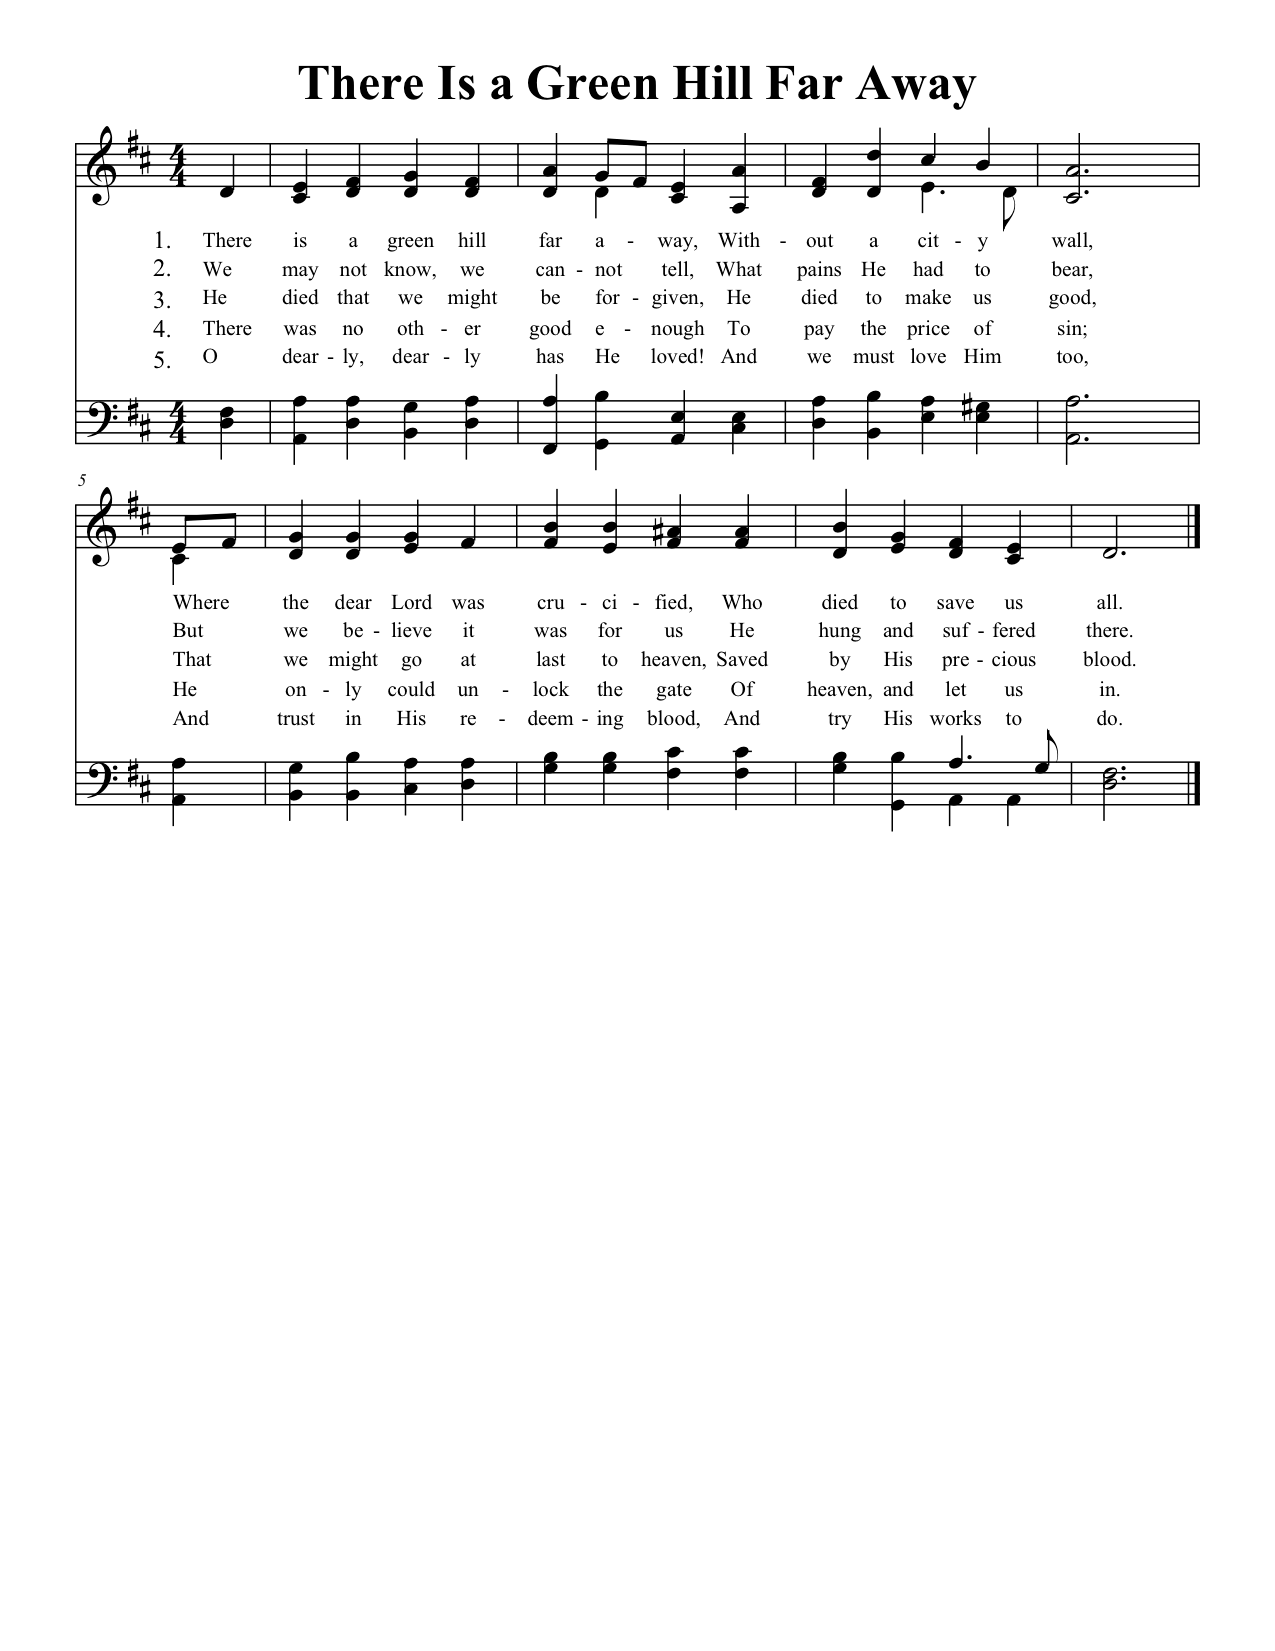 There Is a Green Hill Far Away
4 4
1. There is a green hill far a - way, With - out a cit - y wall,
2. We may not know, we can - not tell, What pains He had to bear,
3. He died that we might be for - given, He died to make us good,
4. There was no oth - er good e - nough To pay the price of sin;
5. O dear - ly, dear - ly has He loved! And we must love Him too,
4 4
5
Where the dear Lord was cru - ci - fied, Who died to save us all.
But we be - lieve it was for us He hung and suf - fered there.
That we might go at last to heaven, Saved by His pre - cious blood.
He on - ly could un - lock the gate Of heaven, and let us in.
And trust in His re - deem - ing blood, And try His works to do.